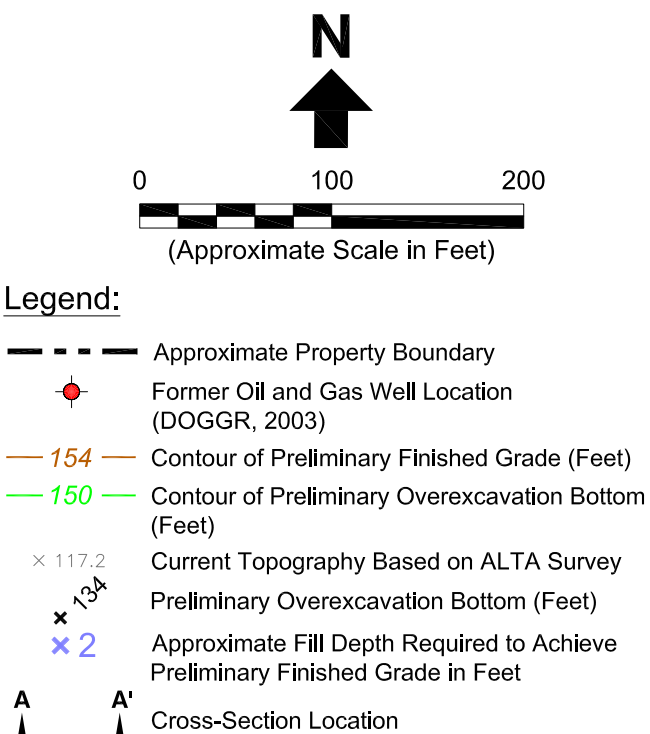 N
0 100 200
(Approximate Scale in Feet)
Legend:
Approximate Property Boundary
Former Oil and Gas Well Location
(DOGGR, 2003)
154 Contour of Preliminary Finished Grade (Feet)
150 Contour of Preliminary Overexcavation Bottom
(Feet)
× 117.2 Current Topography Based on ALTA Survey
× 134 Preliminary Overexcavation Bottom (Feet)
× 2 Approximate Fill Depth Required to Achieve
Preliminary Finished Grade in Feet
A A' Cross-Section Location